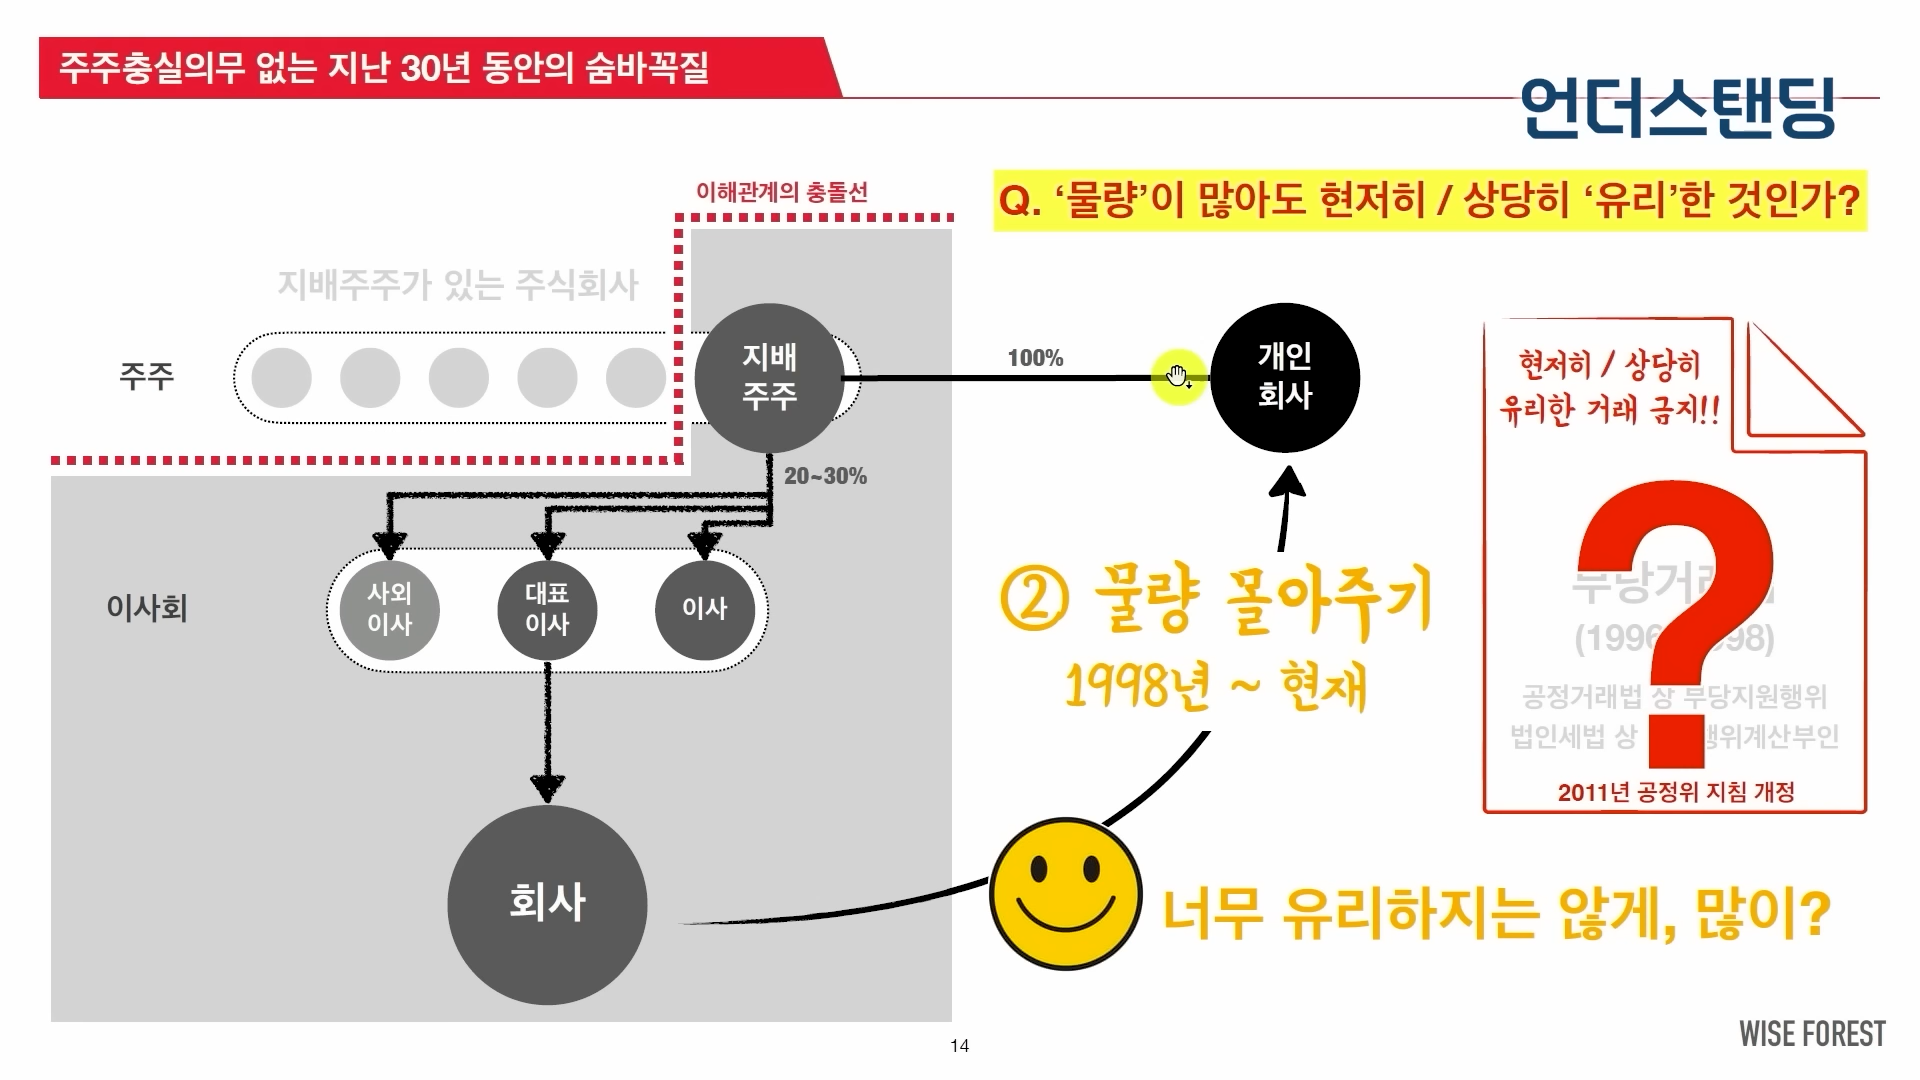 주주충실의무 없는 지난 30년 동안의 숨바꼭질
언더스탠딩
이해관계의 충돌선
Q. ‘물량’이 많아도 현저히 / 상당히 ‘유리’한 것인가?
지배주주가 있는 주식회사
주주
지배
주주
100%
개인
회사
현저히 / 상당히
유리한 거래 금지!!
20~30%
이사회
사외
이사
대표
이사
이사
② 물량 몰아주기
1998년 ~ 현재
공정거래법 상 부당지원행위
법인세법 상
2011년 공정위 지침 개정
회사
너무 유리하지는 않게, 많이?
14
WISE FOREST